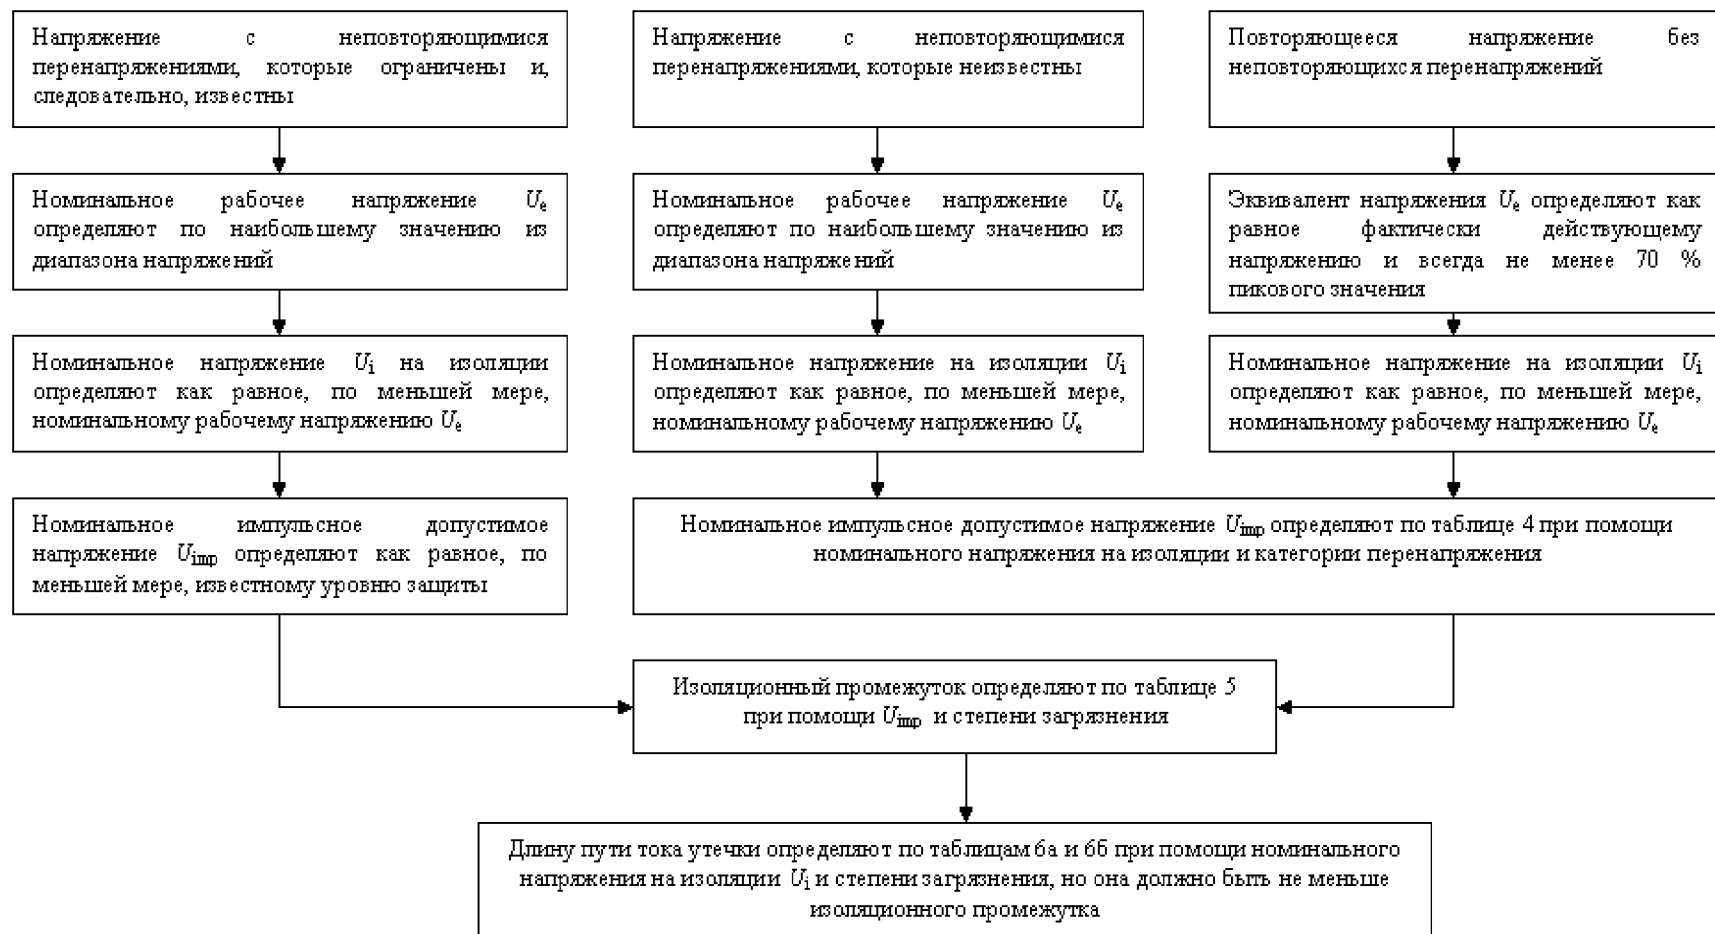 Напряжение с неповторяющимися
перенапряжениями, которые ограничены и,
следовательно, известны
Напряжение с неповторяющимися
перенапряжениями, которые неизвестны
Повторяющееся напряжение без
неповторяющихся перенапряжений
Номинальное рабочее напряжение Uе
определяют по наибольшему значению из
диапазона напряжений
Номинальное рабочее напряжение Uе
определяют по наибольшему значению из
диапазона напряжений
Эквивалент напряжения Uе определяют как
равное фактически действующему
напряжению и всегда не менее 70 %
пикового значения
Номинальное напряжение Ui на изоляции
определяют как равное, по меньшей мере,
номинальному рабочему напряжению Uе
Номинальное напряжение на изоляции Ui
определяют как равное, по меньшей мере,
номинальному рабочему напряжению Uе
Номинальное напряжение на изоляции Ui
определяют как равное, по меньшей мере,
номинальному рабочему напряжению Uе
Номинальное импульсное допустимое
напряжение Uimp определяют как равное, по
меньшей мере, известному уровню защиты
Номинальное импульсное допустимое напряжение Uimp определяют по таблице 4 при помощи
номинального напряжения на изоляции и категории перенапряжения
Изоляционный промежуток определяют по таблице 5
при помощи Uimp и степени загрязнения
Длину пути тока утечки определяют по таблицам 6а и 6б при помощи номинального
напряжения на изоляции Ui и степени загрязнения, но она должно быть не меньше
изоляционного промежутка